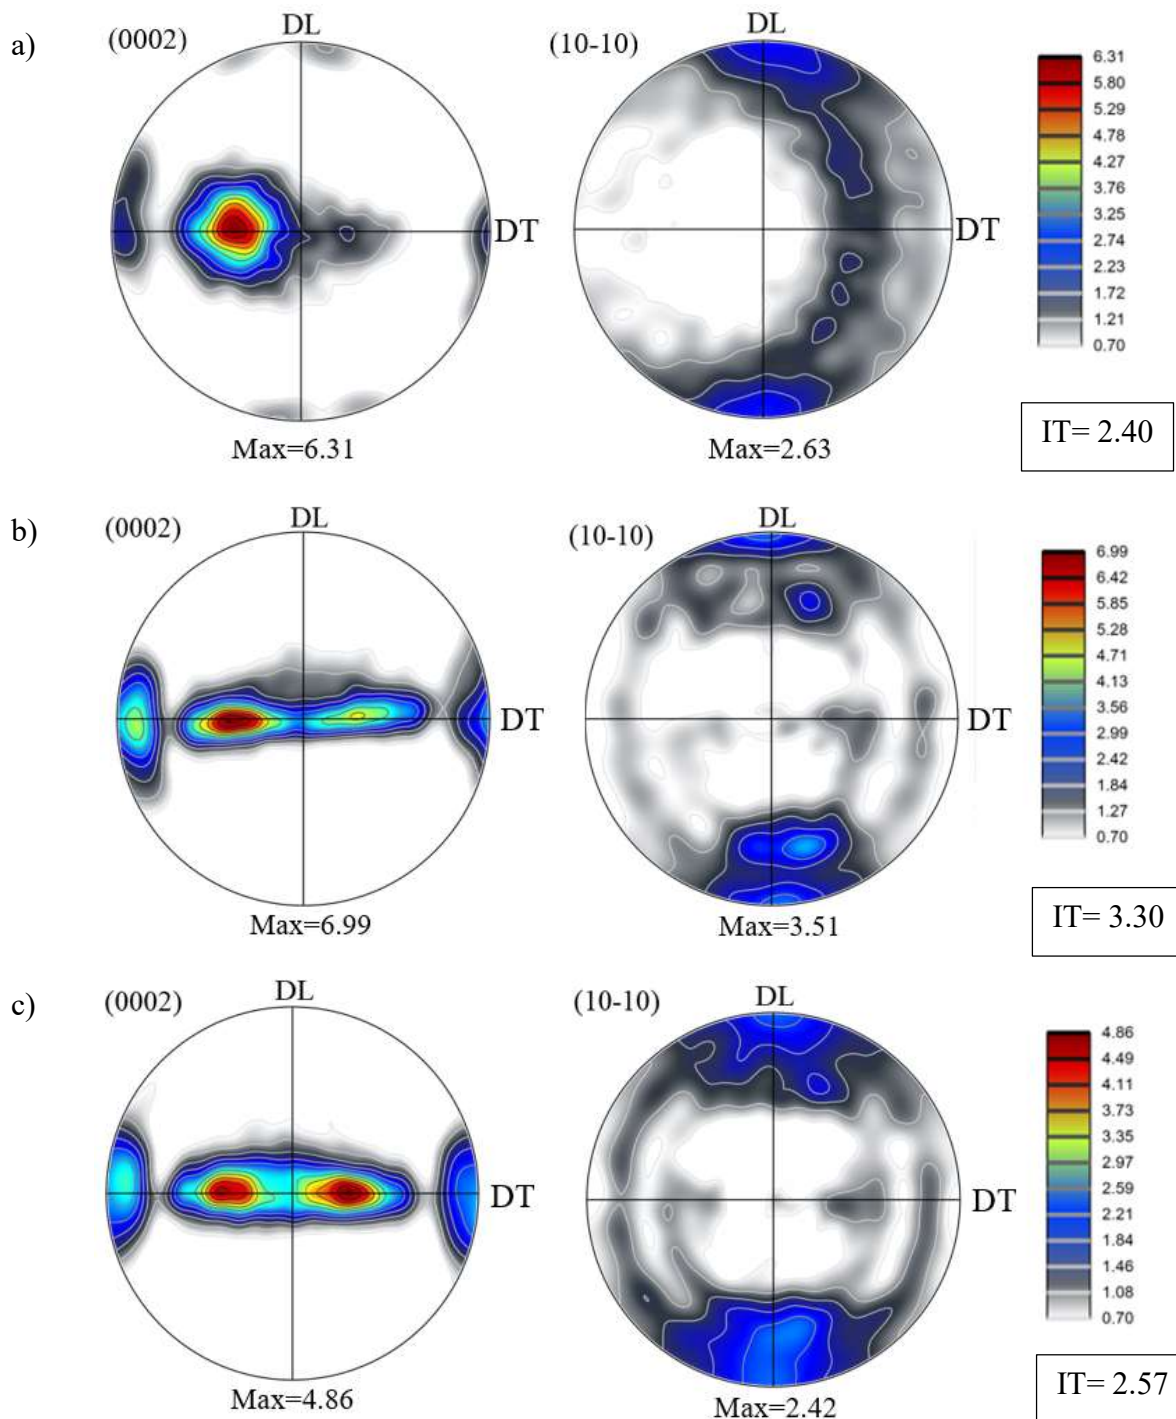 a)
(0002)
DL
DT
Max=6.31
(10-10)
DL
DT
Max=2.63
6.31
5.80
5.29
4.78
4.27
3.76
3.25
2.74
2.23
1.72
1.21
0.70
IT= 2.40
b)
(0002)
DL
DT
Max=6.99
(10-10)
DL
DT
Max=3.51
6.99
6.42
5.85
5.28
4.71
4.13
3.56
2.99
2.42
1.84
1.27
0.70
IT= 3.30
c)
(0002)
DL
DT
Max=4.86
(10-10)
DL
DT
Max=2.42
4.86
4.49
4.11
3.73
3.35
2.97
2.59
2.21
1.84
1.46
1.08
0.70
IT= 2.57